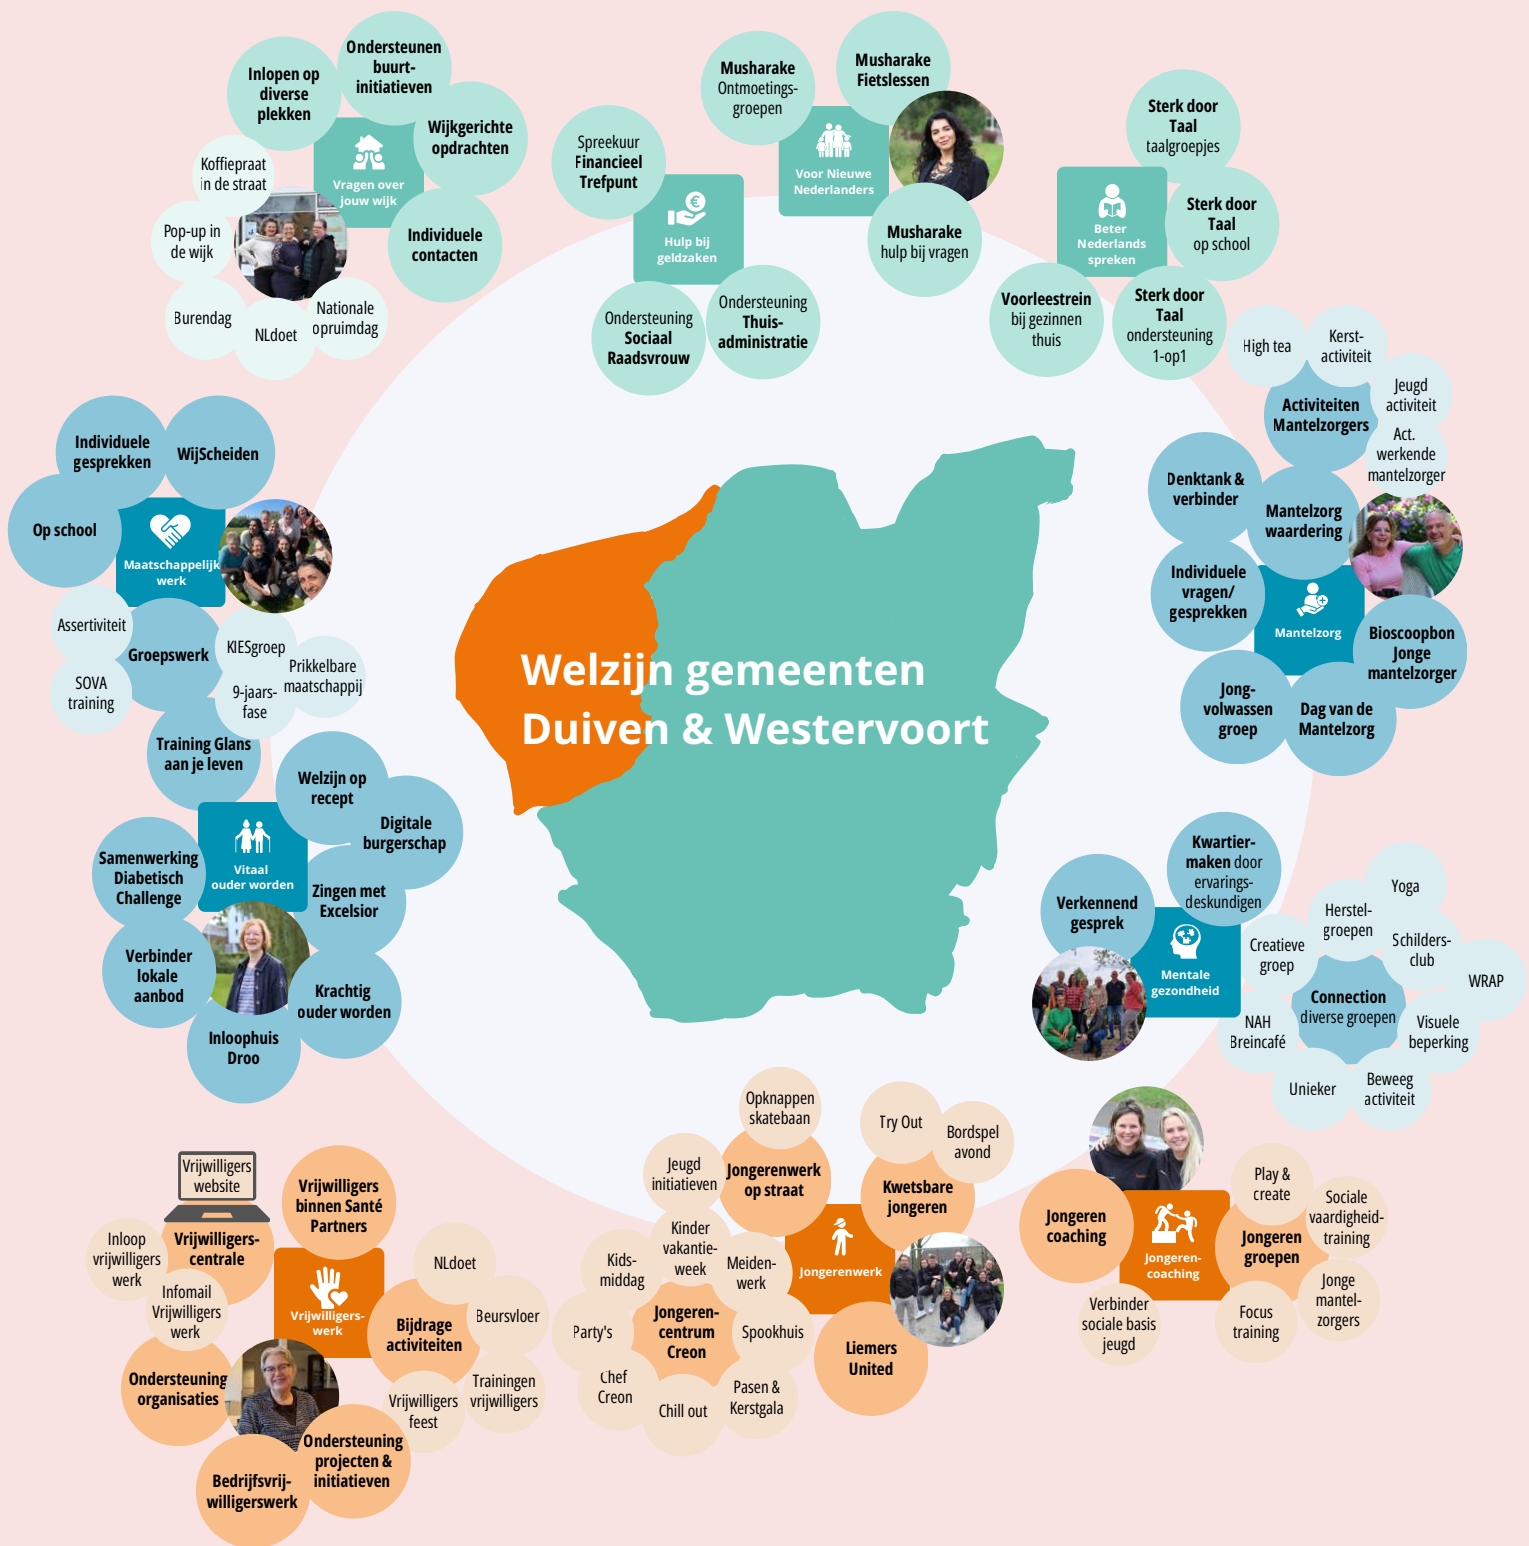 Inlopen op
diverse
plekken
Ondersteunen
buurt-
initiatieven
Wijkgerichte
opdrachten
Individuele
contacten
Vragen over
jouw wijk
Koffiepraat
in de straat
Pop-up in
de wijk
Burendag
NLdoet
Nationale
opruimdag
Spreekuur
Financieel
Trefpunt
Hulp bij
geldzaken
Ondersteuning
Sociaal
Raadsvrouw
Ondersteuning
Thuis-
administratie
Musharake
Ontmoetings-
groepen
Musharake
Fietslessen
Voor Nieuwe
Nederlanders
Musharake
hulp bij vragen
Sterk door
Taal
taalgroepjes
Sterk door
Taal
op school
Beter
Nederlands
spreken
Voorleestrein
bij gezinnen
thuis
Sterk door
Taal
ondersteuning
1-op1
High tea
Kerst-
activiteit
Jeugd
activiteit
Act.
werkende
mantelzorger
Activiteiten
Mantelzorgers
Denktank &
verbinder
Mantelzorg
waardering
Individuele
vragen/
gesprekken
Mantelzorg
Bioscoopbon
Jonge
mantelzorger
Jong-
volwassen
groep
Dag van de
Mantelzorg
Individuele
gesprekken
WijScheiden
Op school
Maatschappelijk
werk
Assertiviteit
SOVA
training
Groepswerk
KIESgroep
Prikkelbare
maatschappij
9-jaars-
fase
Welzijn gemeenten
Duiven & Westervoort
Training Glans
aan je leven
Welzijn op
recept
Digitale
burgerschap
Samenwerking
Diabetisch
Challenge
Vitaal
ouder worden
Zingen met
Excelsior
Verbinder
lokale
aanbod
Krachtig
ouder worden
Inloophuis
Droo
Kwartier-
maken door
ervarings-
deskundigen
Verkennend
gesprek
Mentale
gezondheid
Yoga
Herstel-
groepen
Schilders-
club
Creatieve
groep
WRAP
Connection
diverse groepen
NAH
Breincafé
Visuele
beperking
Unieker
Beweeg
activiteit
Vrijwilligers
website
Vrijwilligers-
centrale
Vrijwilligers
binnen Santé
Partners
Inloop
vrijwilligers
werk
Infomail
Vrijwilligers
werk
Vrijwilligers-
werk
NLdoet
Beursvloer
Bijdrage
activiteiten
Trainingen
vrijwilligers
Vrijwilligers
feest
Ondersteuning
organisaties
Ondersteuning
projecten &
initiatieven
Bedrijfsvrij-
willigerswerk
Opknappen
skatebaan
Jongerenwerk
op straat
Jeugd
initiatieven
Try Out
Bordspel
avond
Kwetsbare
jongeren
Jongerenwerk
Kinder
vakantie-
week
Kids-
middag
Meiden-
werk
Party's
Jongeren-
centrum
Creon
Spookhuis
Chef
Creon
Chill out
Pasen &
Kerstgala
Liemers
United
Jongeren
coaching
Jongeren-
coaching
Play &
create
Sociale
vaardigheid-
training
Jongeren
groepen
Jonge
mantel-
zorgers
Focus
training
Verbinder
sociale basis
jeugd